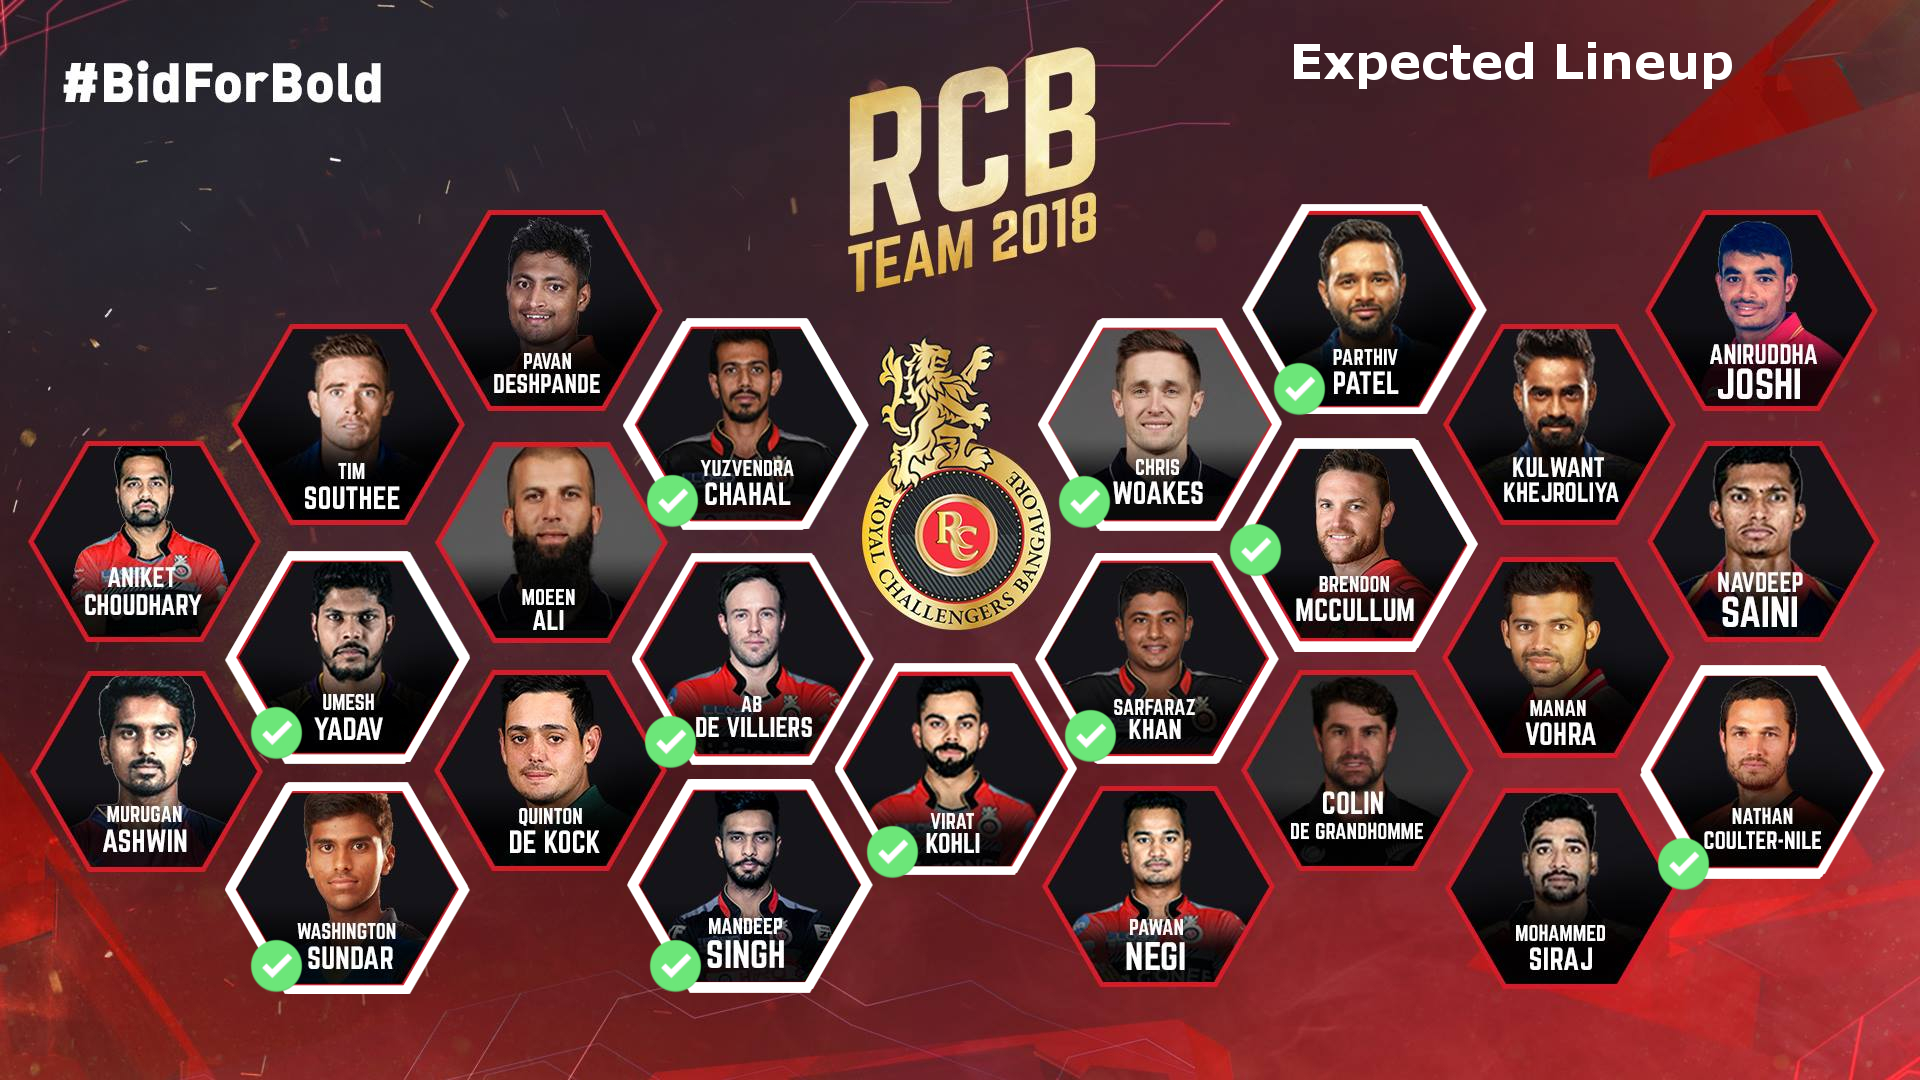 #BidForBold
Expected Lineup
RCB
TEAM 2018
PAVAN
DESHPANDE
PARTHIV
PATEL
ANIRUDDHA
JOSHI
TIM
SOUTHEE
YUZVENDRA
CHAHAL
CHRIS
WOAKES
KULWANT
KHEJROLIYA
ANIKET
CHOUDHARY
MOEEN
ALI
RC
ROYAL CHALLENGERS BANGALORE
BRENDON
MCCULLUM
NAVDEEP
SAINI
UMESH
YADAV
AB
DE VILLIERS
SARFARAZ
KHAN
MANAN
VOHRA
MURUGAN
ASHWIN
QUINTON
DE KOCK
VIRAT
KOHLI
COLIN
DE GRANDHOMME
NATHAN
COULTER-NILE
WASHINGTON
SUNDAR
MANDEEP
SINGH
PAWAN
NEGI
MOHAMMED
SIRAJ